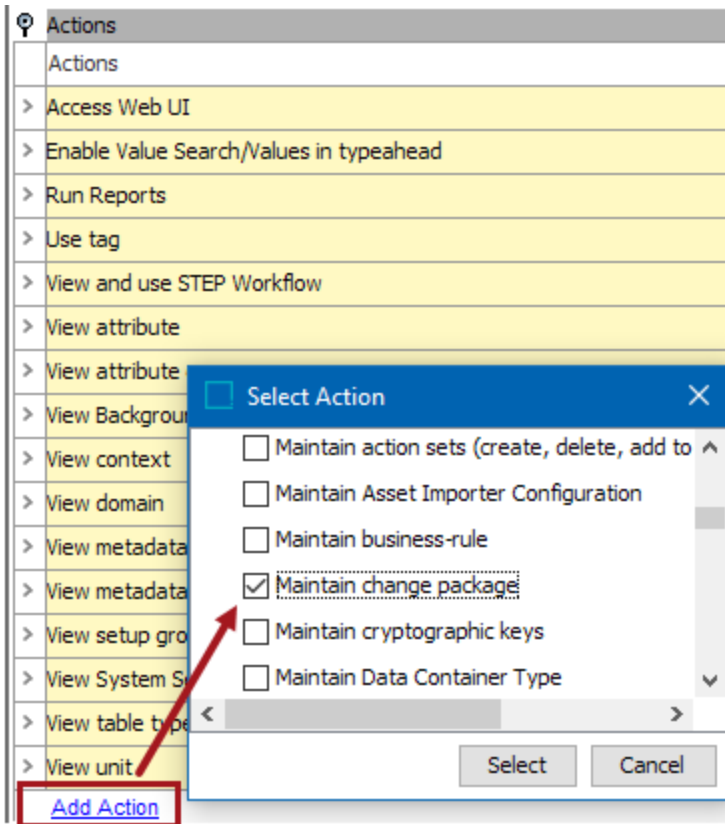 Actions
Actions
Access Web UI
Enable Value Search/Values in typeahead
Run Reports
Use tag
View and use STEP Workflow
View attribute
View attribute
View
View context
View domain
View metadata
View metadata
View setup
View System
View table
View unit
Add Action
Select Action
Maintain action sets (create, delete, add to
Maintain Asset Importer Configuration
Maintain business-rule
Maintain change package
Maintain cryptographic keys
Maintain Data Container Type
Select Cancel